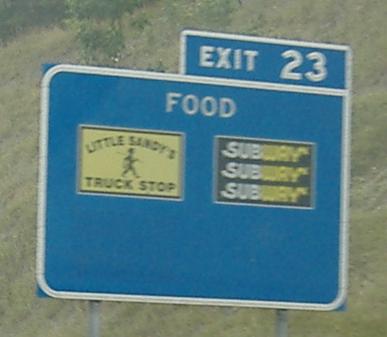 EXIT 23
FOOD
LITTLE SANDY'S
TRUCK STOP
SUBWAY
SUBWAY
SUBWAY